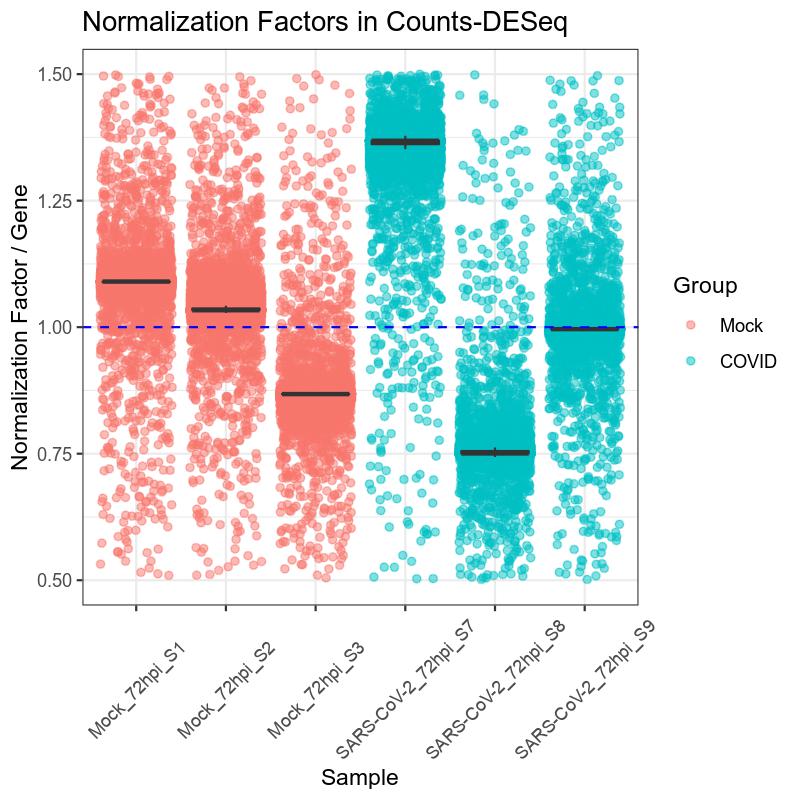 Normalization Factors in Counts-DESeq
Normalization Factor / Gene
1.50
1.25
1.00
0.75
0.50
Mock_72hpi_S1
Mock_72hpi_S2
Mock_72hpi_S3
SARS-CoV-2_72hpi_S7
SARS-CoV-2_72hpi_S8
SARS-CoV-2_72hpi_S9
Sample
Group
Mock
COVID